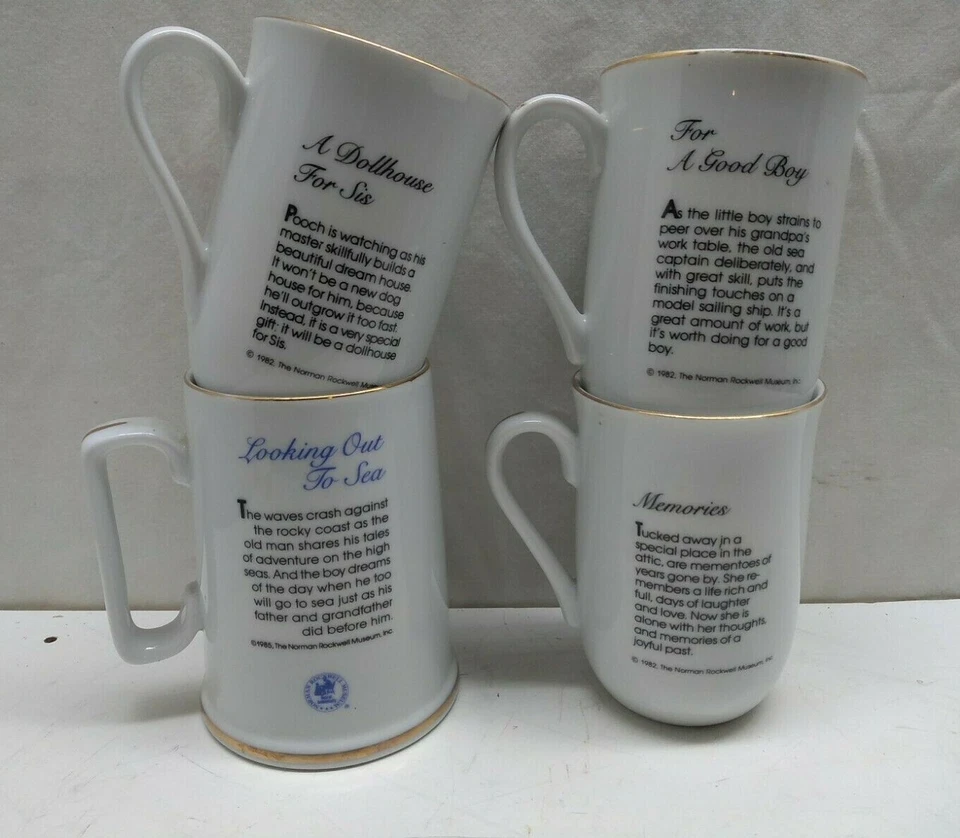 A Dollhouse
For Sis
Pooch is watching as his
master skillifully builds a
beautiful dream house.
It won't be a new dog
house for him, because
he'll outgrow it too fast.
Instead, it is a very special
gift; it will be a dollhouse
for Sis.
© 1982, The Norman Rockwell Museum
For
A Good Boy
As the little boy strains to
peer over his grandpa's
work table, the old sea
captain deliberately, and
with great skill, puts the
finishing touches on a
model sailing ship. It's a
great amount of work, but
it's worth doing for a good
boy.
© 1982, The Norman Rockwell Museum, Inc.
Looking Out
To Sea
The waves crash against
the rocky coast as the
old man shares his tales
of adventure on the high
seas. And the boy dreams
of the day when he too
will go to sea just as his
father and grandfather
did before him.
©1985, The Norman Rockwell Museum, Inc.
NORMAN ROCKWELL MUSEUM
Memories
Tucked away in a
special place in the
attic, are mementoes of
years gone by. She re-
members a life rich and
full, days of laughter
and love. Now she is
alone with her thoughts,
and memories of a
joyful past.
© 1982, The Norman Rockwell Museum, Inc.